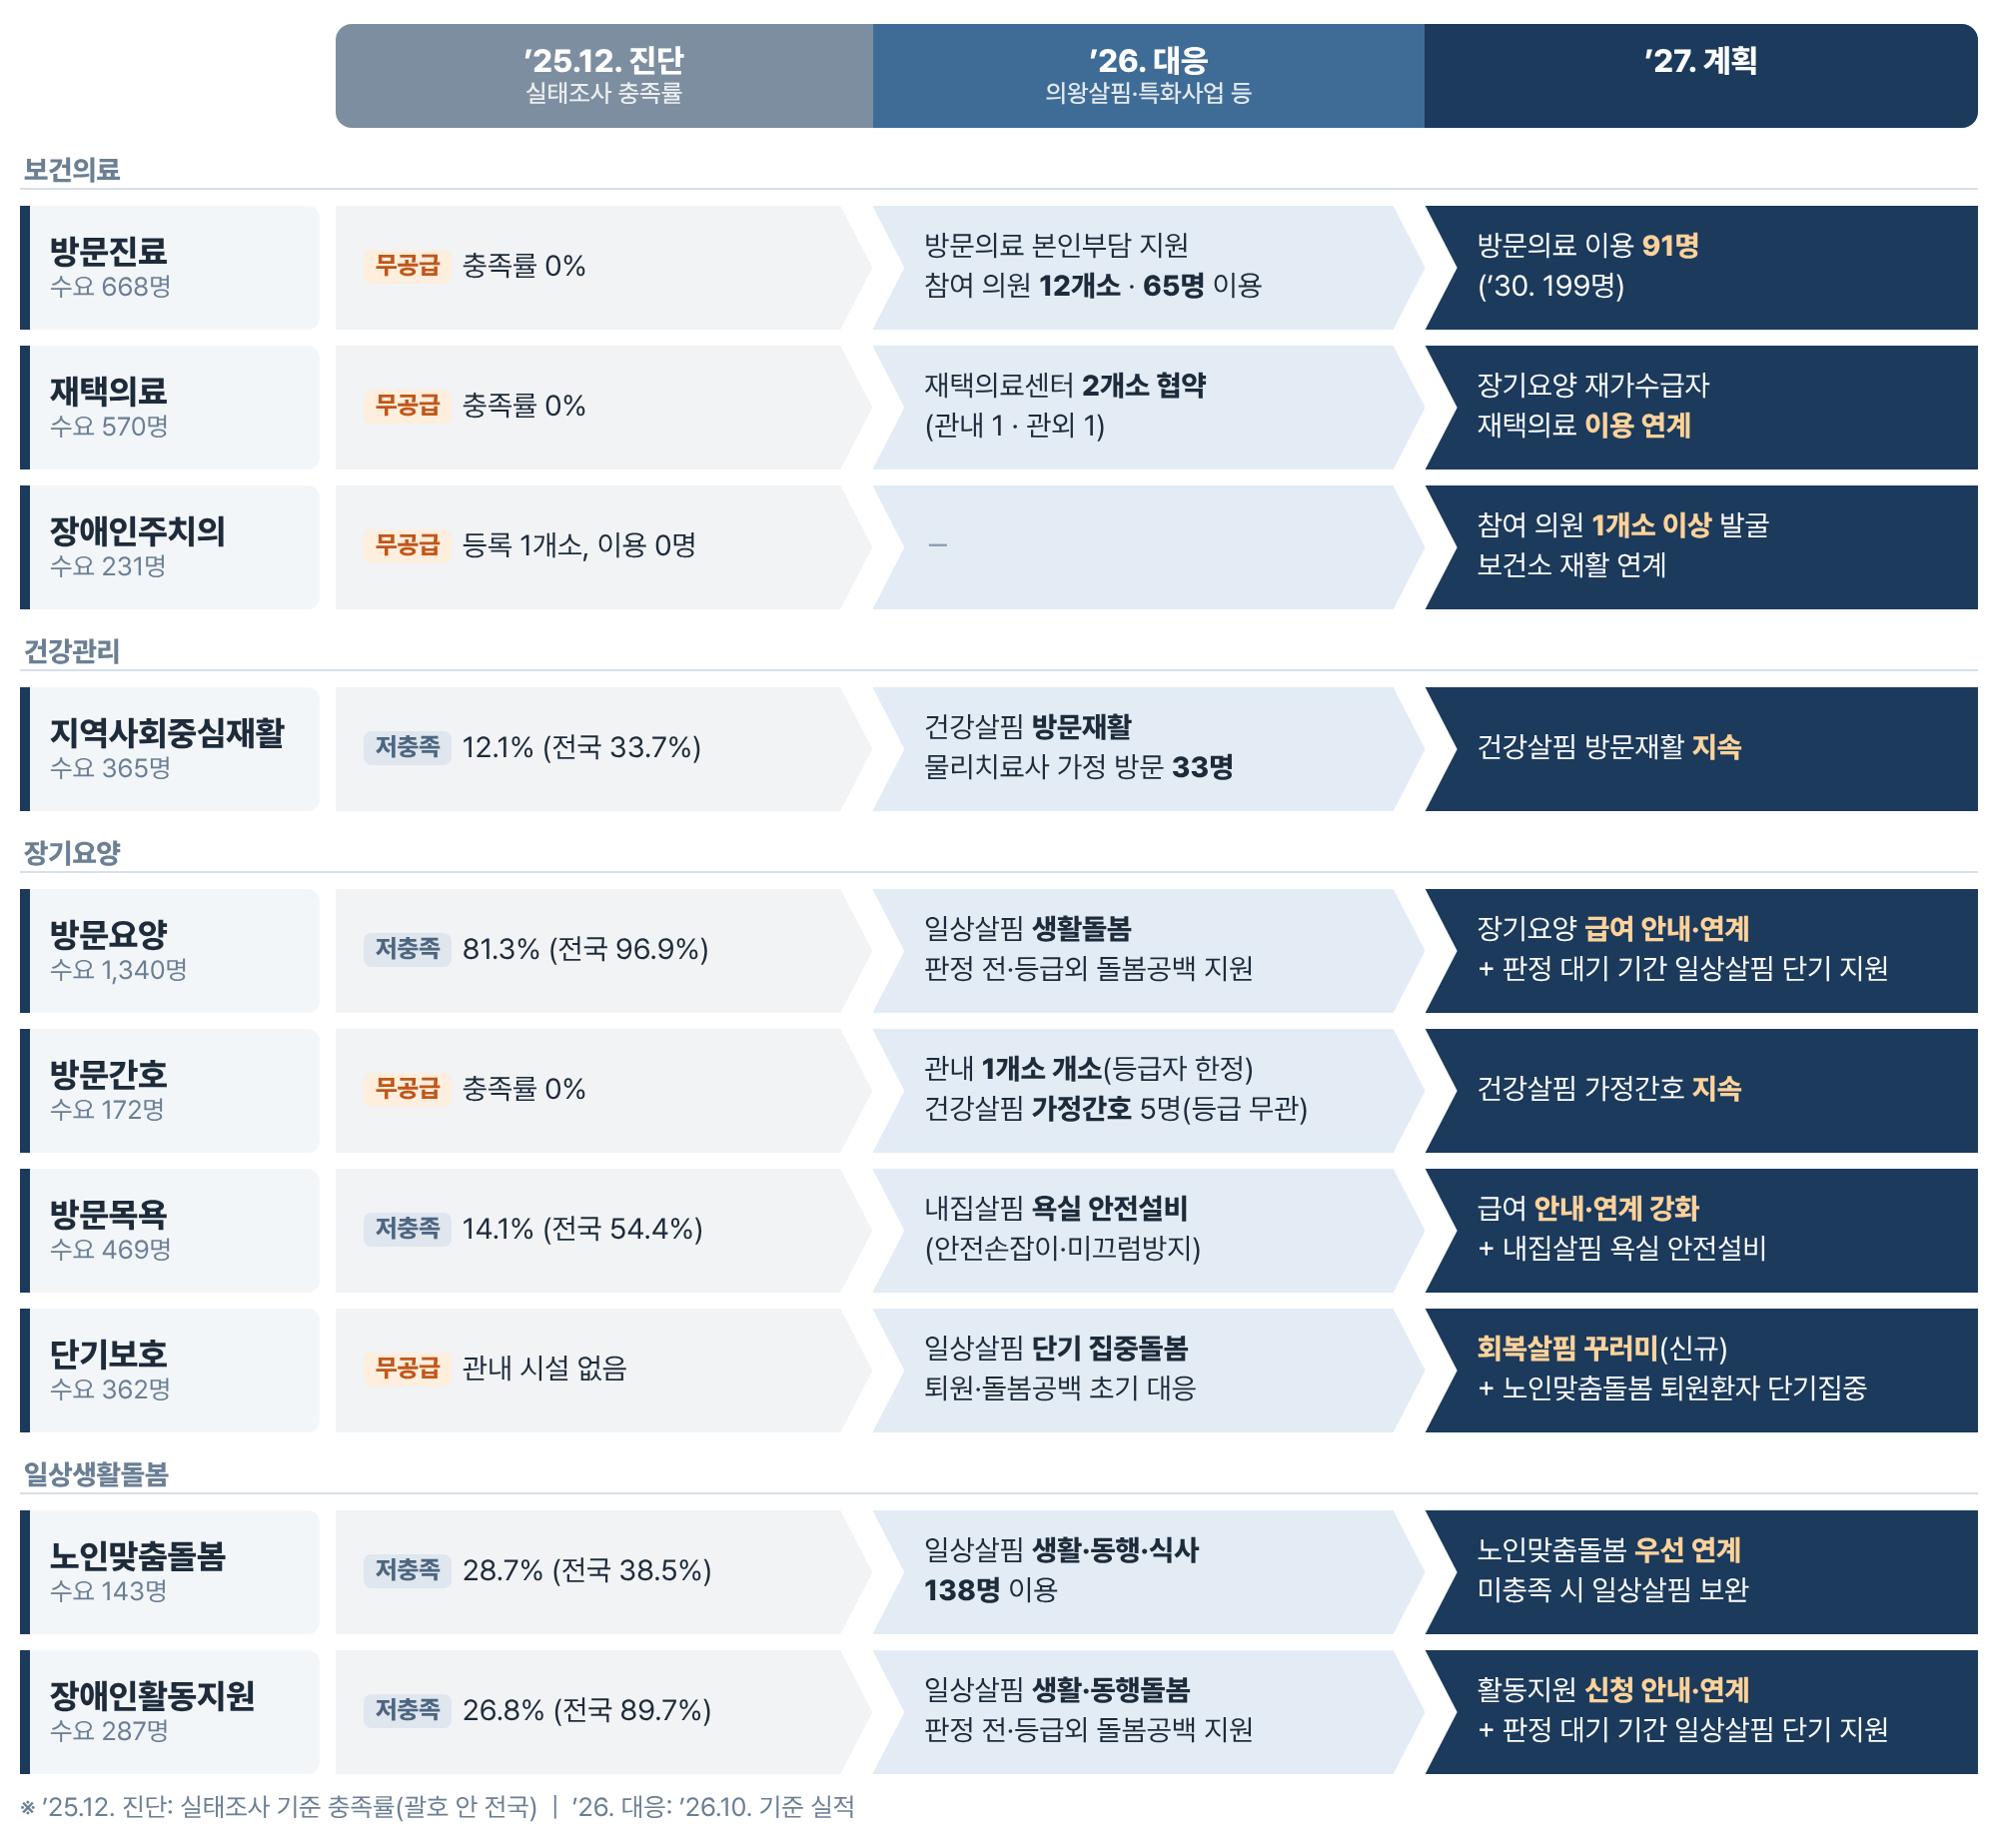 ’25.12. 진단
실태조사 충족률
’26. 대응
의왕살핌·특화사업 등
’27. 계획
보건의료
방문진료
수요 668명
무공급 충족률 0%
방문의료 본인부담 지원
참여 의원 12개소 · 65명 이용
방문의료 이용 91명
(’30. 199명)
재택의료
수요 570명
무공급 충족률 0%
재택의료센터 2개소 협약
(관내 1 · 관외 1)
장기요양 재가수급자
재택의료 이용 연계
장애인주치의
수요 231명
무공급 등록 1개소, 이용 0명
–
참여 의원 1개소 이상 발굴
보건소 재활 연계
건강관리
지역사회중심재활
수요 365명
저충족 12.1% (전국 33.7%)
건강살핌 방문재활
물리치료사 가정 방문 33명
건강살핌 방문재활 지속
장기요양
방문요양
수요 1,340명
저충족 81.3% (전국 96.9%)
일상살핌 생활돌봄
판정 전·등급외 돌봄공백 지원
장기요양 급여 안내·연계
+ 판정 대기 기간 일상살핌 단기 지원
방문간호
수요 172명
무공급 충족률 0%
관내 1개소 개소(등급자 한정)
건강살핌 가정간호 5명(등급 무관)
건강살핌 가정간호 지속
방문목욕
수요 469명
저충족 14.1% (전국 54.4%)
내집살핌 욕실 안전설비
(안전손잡이·미끄럼방지)
급여 안내·연계 강화
+ 내집살핌 욕실 안전설비
단기보호
수요 362명
무공급 관내 시설 없음
일상살핌 단기 집중돌봄
퇴원·돌봄공백 초기 대응
회복살핌 꾸러미(신규)
+ 노인맞춤돌봄 퇴원환자 단기집중
일상생활돌봄
노인맞춤돌봄
수요 143명
저충족 28.7% (전국 38.5%)
일상살핌 생활·동행·식사
138명 이용
노인맞춤돌봄 우선 연계
미충족 시 일상살핌 보완
장애인활동지원
수요 287명
저충족 26.8% (전국 89.7%)
일상살핌 생활·동행돌봄
판정 전·등급외 돌봄공백 지원
활동지원 신청 안내·연계
+ 판정 대기 기간 일상살핌 단기 지원
※ ’25.12. 진단: 실태조사 기준 충족률(괄호 안 전국) | ’26. 대응: ’26.10. 기준 실적